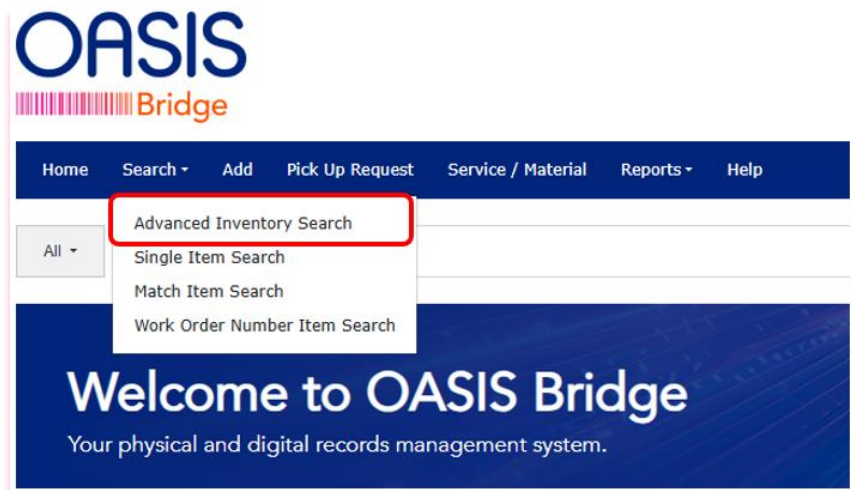 OASIS
Bridge
Home Search Add Pick Up Request Service / Material Reports Help
All
Advanced Inventory Search
Single Item Search
Match Item Search
Work Order Number Item Search
Welcome to OASIS Bridge
Your physical and digital records management system.